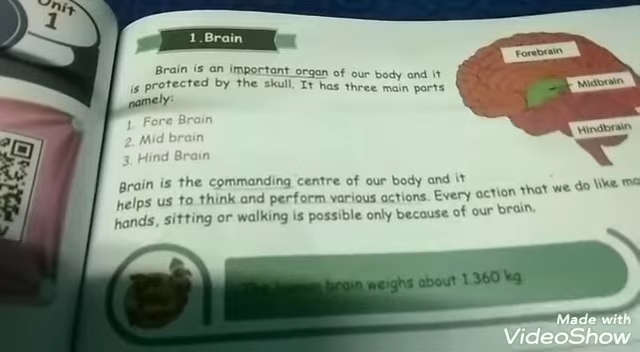 Unit
1
1.Brain
Brain is an important organ of our body and it
is protected by the skull. It has three main parts
namely:
1. Fore Brain
2. Mid brain
3. Hind Brain
Forebrain
Midbrain
Hindbrain
Brain is the commanding centre of our body and it
helps us to think and perform various actions. Every action that we do like
hands, sitting or walking is possible only because of our brain.
The human brain weighs about 1.360 kg.
Made with
VideoShow